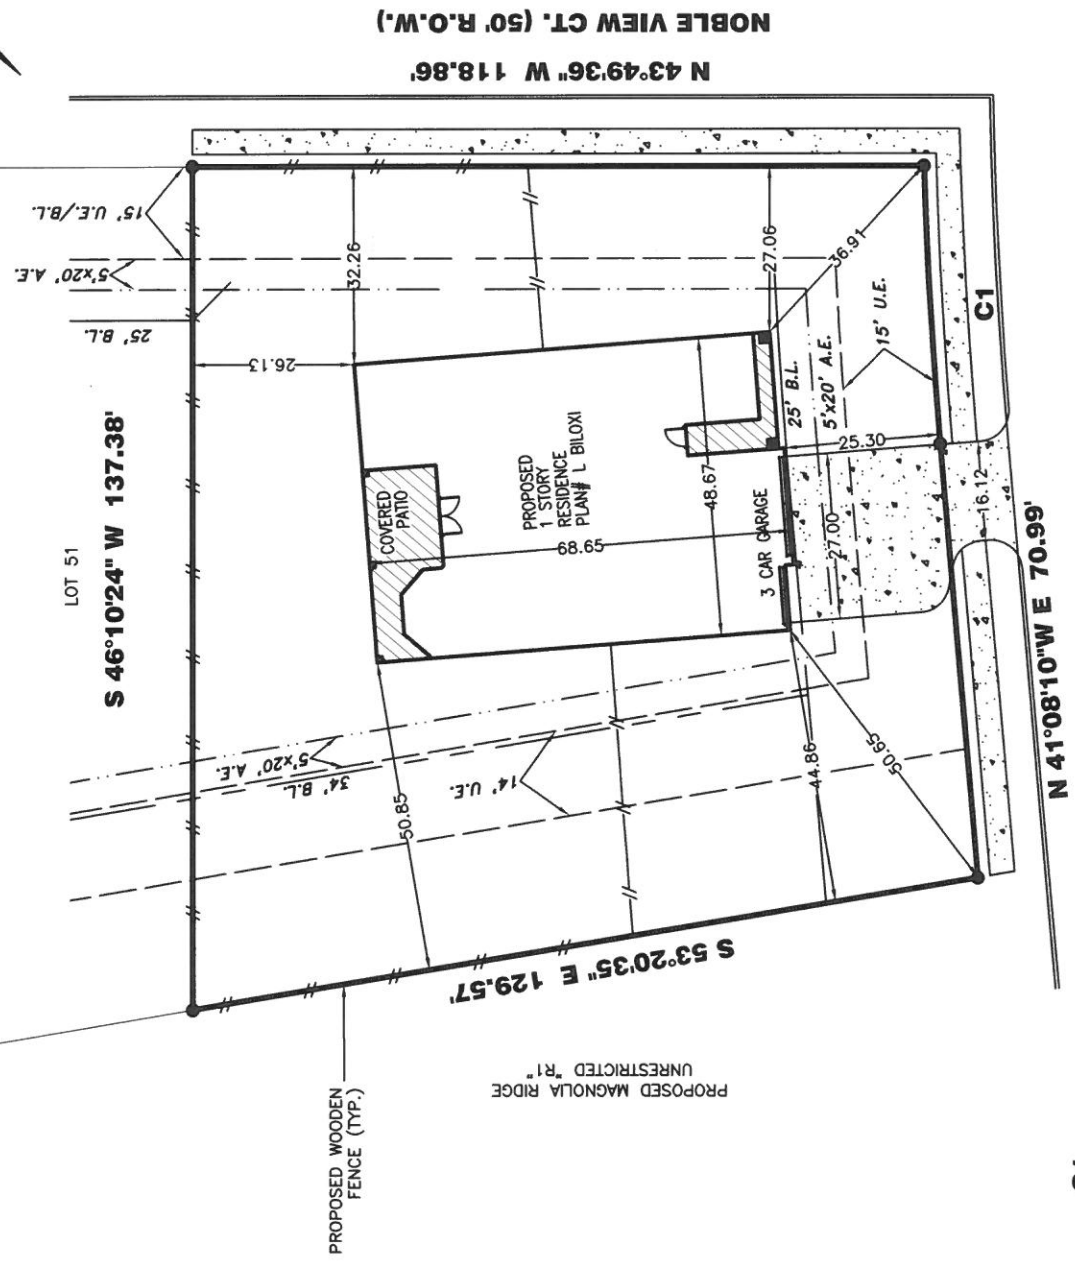 NOBLE VIEW CT. (50' R.O.W.)
N 43°49'36" W 118.86'
15' U.E./B.L.
5'x20' A.E.
25' B.L.
32.26
27.06
36.91
26.13
LOT 51
S 46°10'24" W 137.38'
COVERED
PATIO
PROPOSED
1 STORY
RESIDENCE
PLAN# L BILOXI
68.65
48.67
3 CAR GARAGE
27.00
25' B.L.
5'x20' A.E.
15' U.E.
25.30
16.12
C1
N 41°08'10"W E 70.99'
5'x20' A.E.
34' B.L.
14' U.E.
50.85
44.86
50.65
S 53°20'35" E 129.57'
PROPOSED MAGNOLIA RIDGE
UNRESTRICTED "R1"
PROPOSED WOODEN
FENCE (TYP.)